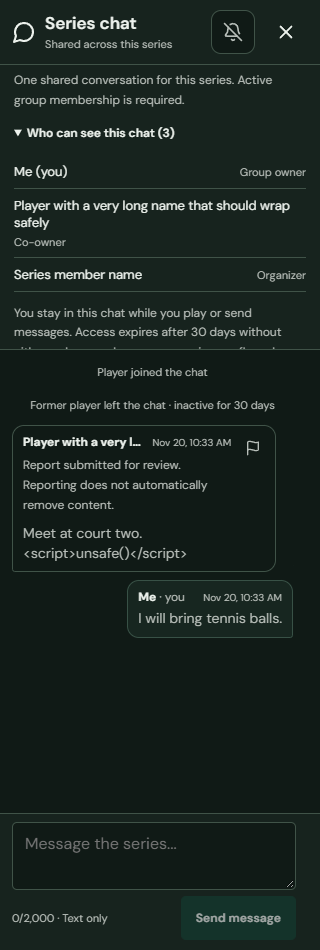 Series chat
Shared across this series
One shared conversation for this series. Active
group membership is required.
▼ Who can see this chat (3)
Me (you) Group owner
Player with a very long name that should wrap
safely
Co-owner
Series member name Organizer
You stay in this chat while you play or send
messages. Access expires after 30 days without
Player joined the chat
Former player left the chat · inactive for 30 days
Player with a very l... Nov 20, 10:33 AM
Report submitted for review.
Reporting does not automatically
remove content.
Meet at court two.
<script>unsafe()</script>
Me · you Nov 20, 10:33 AM
I will bring tennis balls.
Message the series...
0/2,000 · Text only
Send message